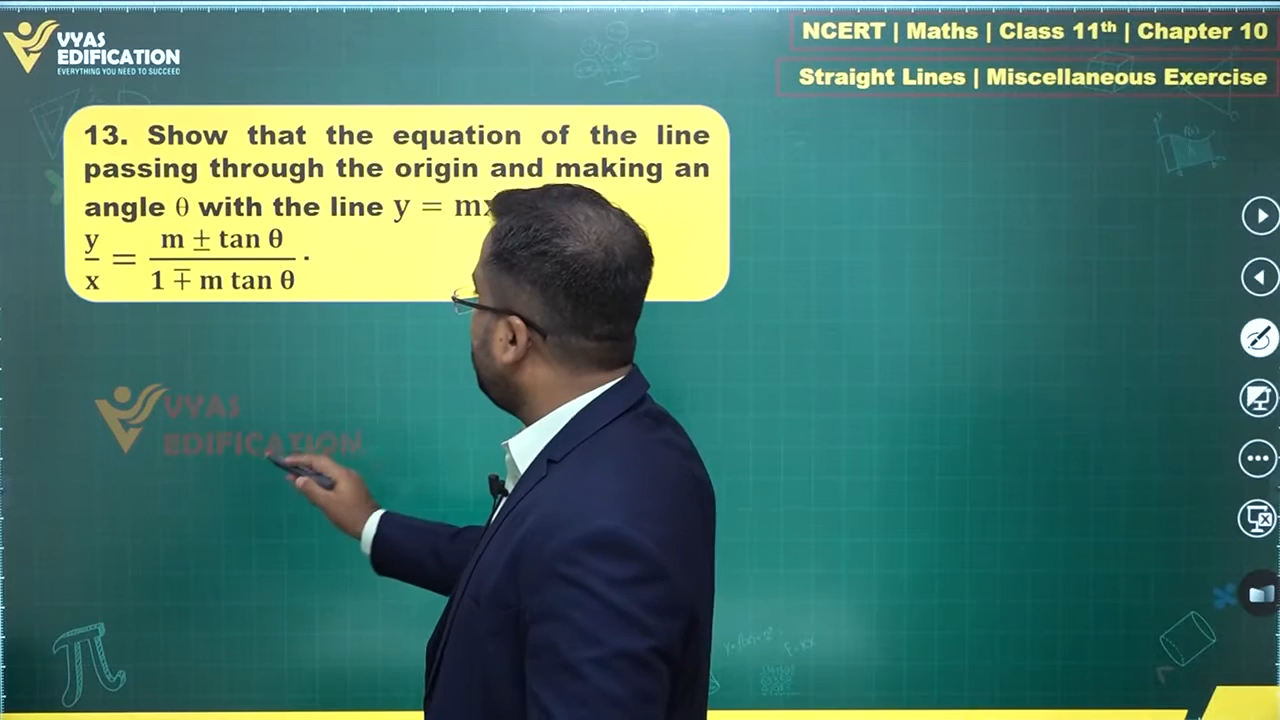 VYAS
EDIFICATION
EVERYTHING YOU NEED TO SUCCEED
NCERT | Maths | Class 11th | Chapter 10
Straight Lines | Miscellaneous Exercise
13. Show that the equation of the line
passing through the origin and making an
angle θ with the line y = mx
y/x = (m ± tan θ)/(1 ∓ m tan θ).
VYAS
EDIFICATION
π